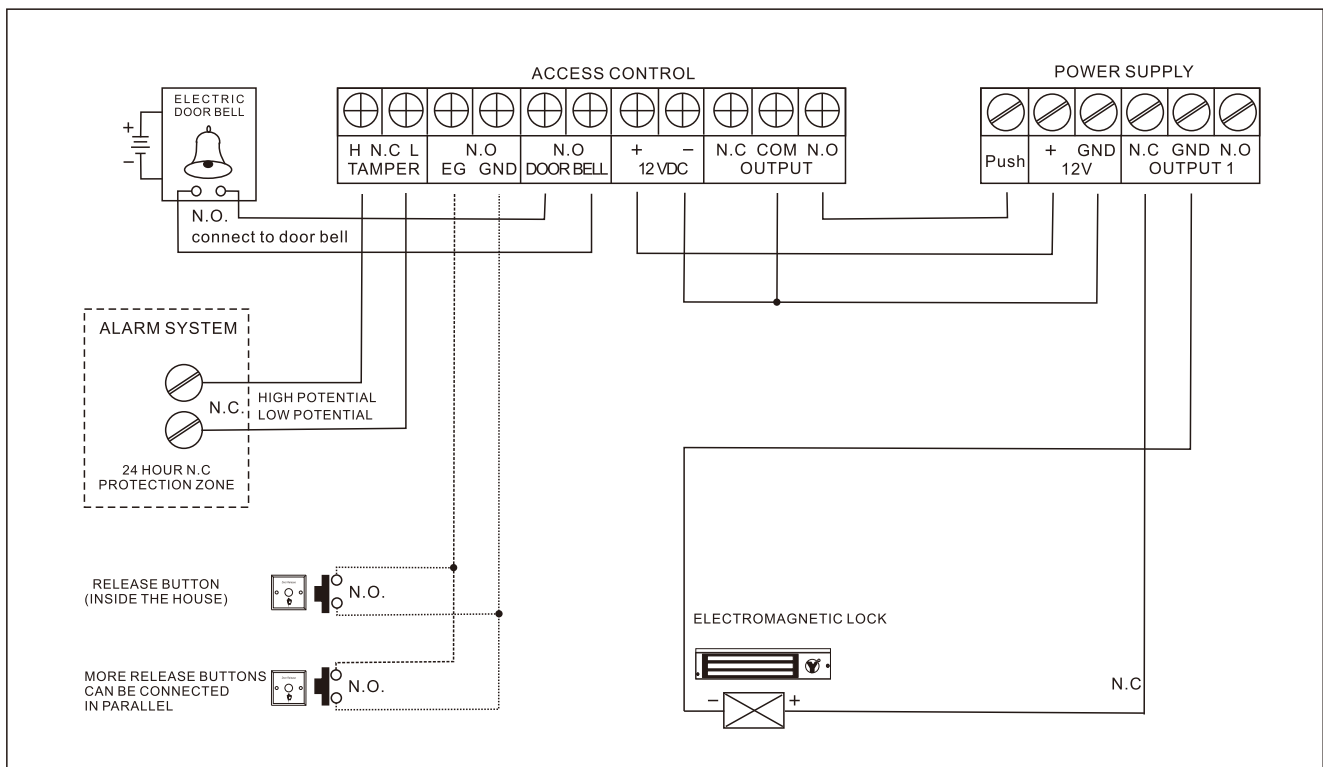 ACCESS CONTROL
POWER SUPPLY
ELECTRIC
DOOR BELL
+
−
H N.C L
TAMPER
N.O
EG GND
N.O
DOOR BELL
+ −
12 VDC
N.C COM N.O
OUTPUT
Push
+ GND
12V
N.C GND N.O
OUTPUT 1
N.O.
connect to door bell
ALARM SYSTEM
N.C.
HIGH POTENTIAL
LOW POTENTIAL
24 HOUR N.C
PROTECTION ZONE
RELEASE BUTTON
(INSIDE THE HOUSE)
N.O.
MORE RELEASE BUTTONS
CAN BE CONNECTED
IN PARALLEL
N.O.
ELECTROMAGNETIC LOCK
− +
N.C